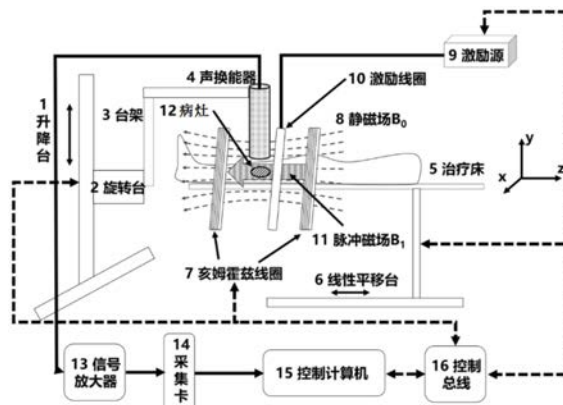 9 激励源
4 声换能器
10 激励线圈
12 病灶
8 静磁场B₀
1 升降台
3 台架
2 旋转台
5 治疗床
y
x
z
11 脉冲磁场B₁
7 亥姆霍兹线圈
6 线性平移台
13 信号
放大器
14
采集卡
15 控制计算机
16 控制
总线